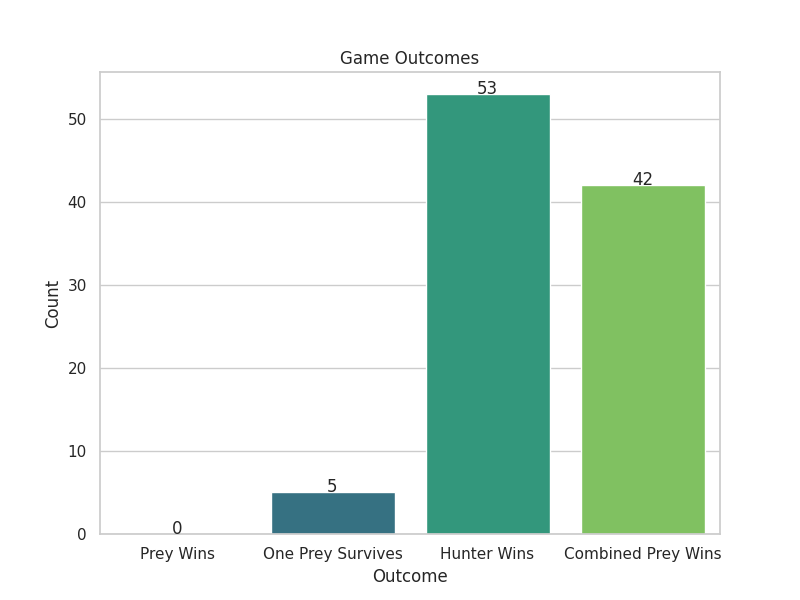 Game Outcomes
53
50
42
40
Count
30
20
10
5
0
0
Prey Wins
One Prey Survives
Hunter Wins
Combined Prey Wins
Outcome